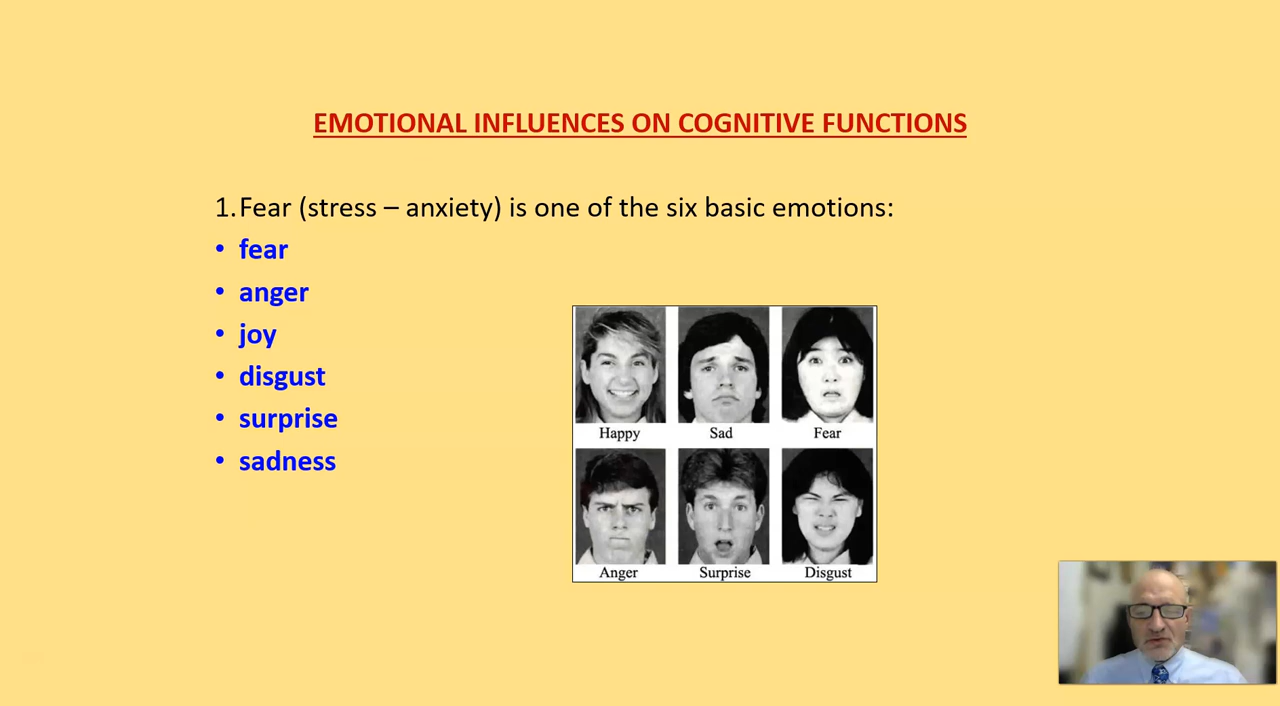 EMOTIONAL INFLUENCES ON COGNITIVE FUNCTIONS
1. Fear (stress – anxiety) is one of the six basic emotions:
• fear
• anger
• joy
• disgust
• surprise
• sadness
Happy Sad Fear
Anger Surprise Disgust